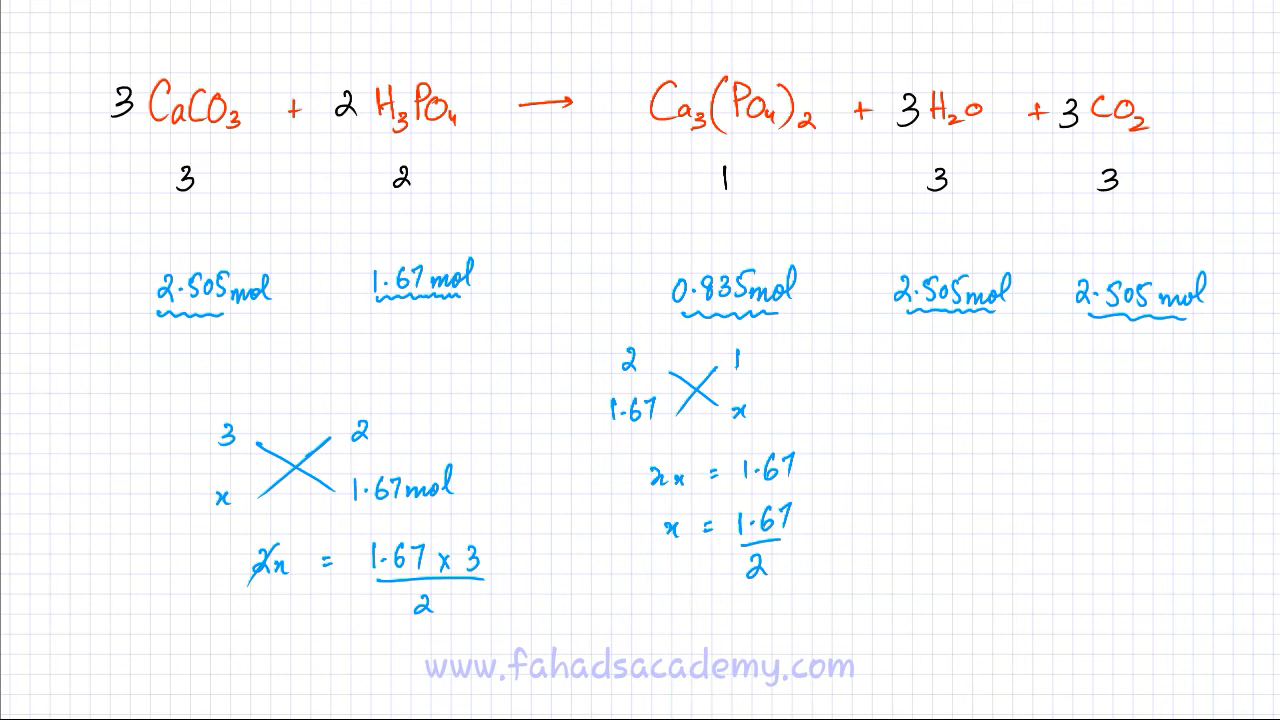 3 CaCO₃ + 2 H₃PO₄ → Ca₃(PO₄)₂ + 3 H₂O + 3 CO₂
3 2 1 3 3
2.505mol 1.67mol 0.835mol 2.505mol 2.505mol
2 1
1.67 x
3 2
x 1.67mol
2x = 1.67
x = 1.67
2
2x = 1.67 x 3
2
www.fahadsacademy.com